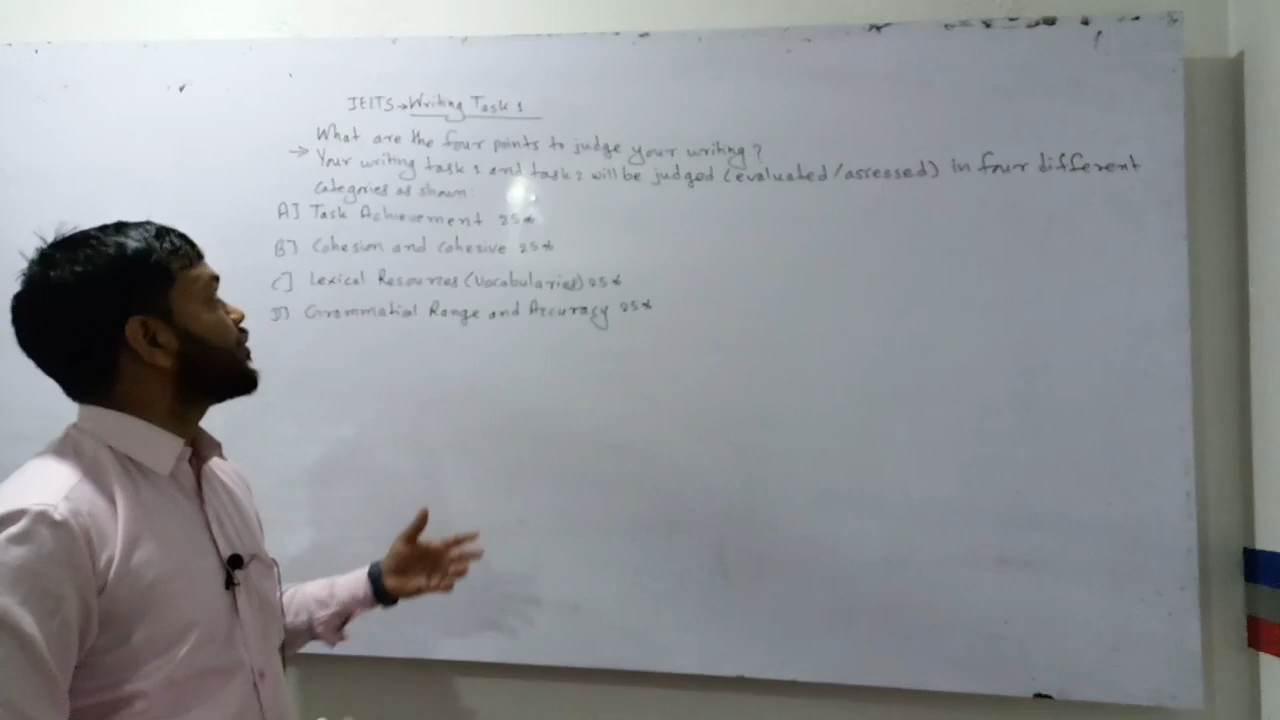 IELTS → Writing Task 1
What are the four points to judge your writing?
→ Your writing task 1 and task 2 will be judged (evaluated/assessed) in four different
categories as shown:
A] Task Achievement 25%
B] Cohesion and cohesive 25%
C] Lexical Resources (Vocabularies) 25%
D] Grammatial Range and Accuracy 25%